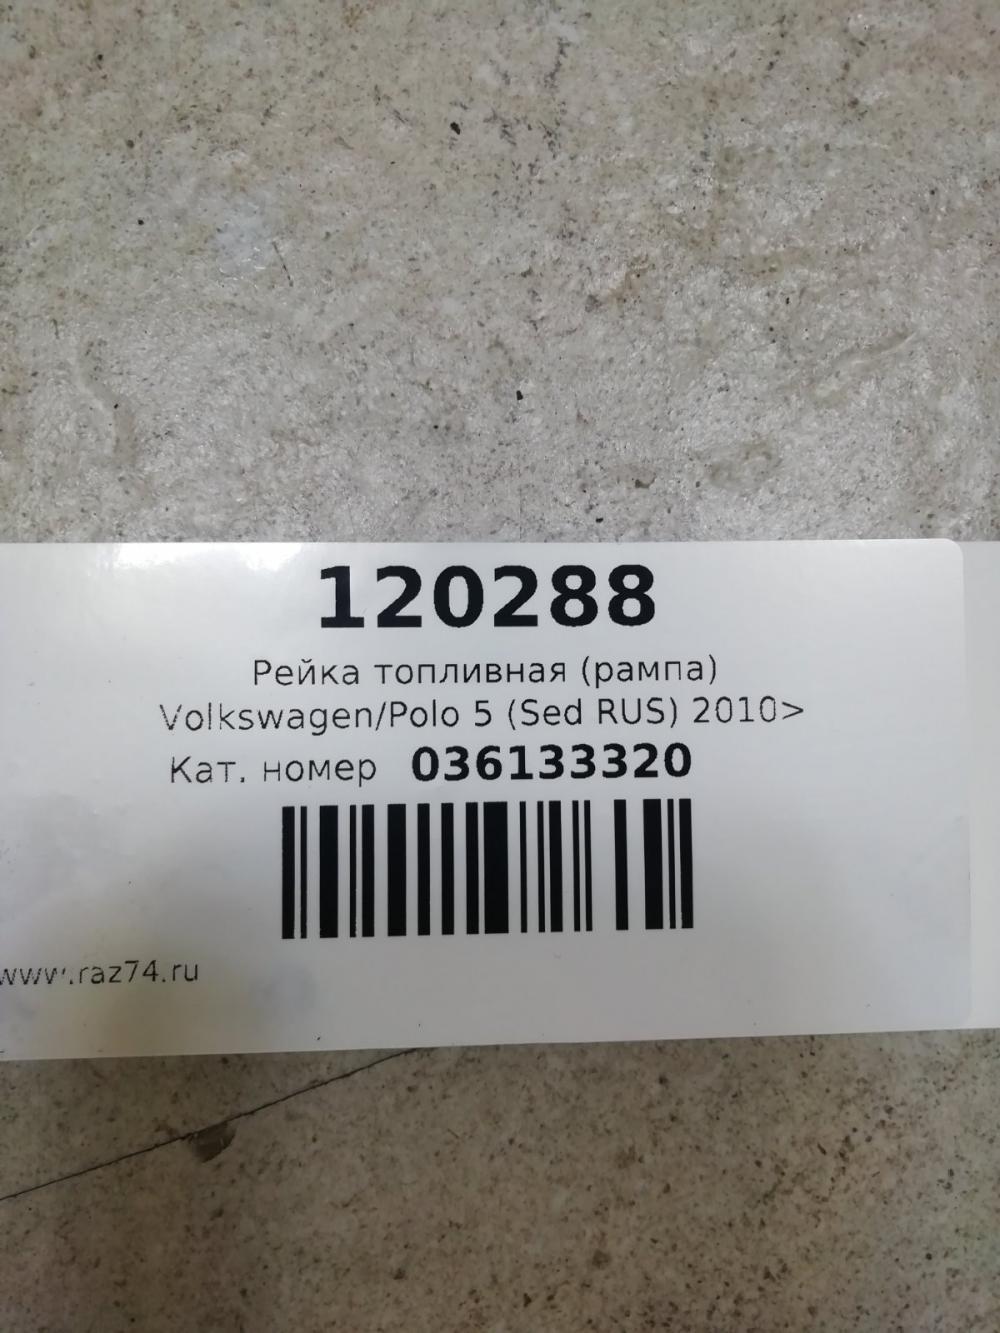 120288
Рейка топливная (рампа)
Volkswagen/Polo 5 (Sed RUS) 2010>
Кат. номер 036133320
www.raz74.ru